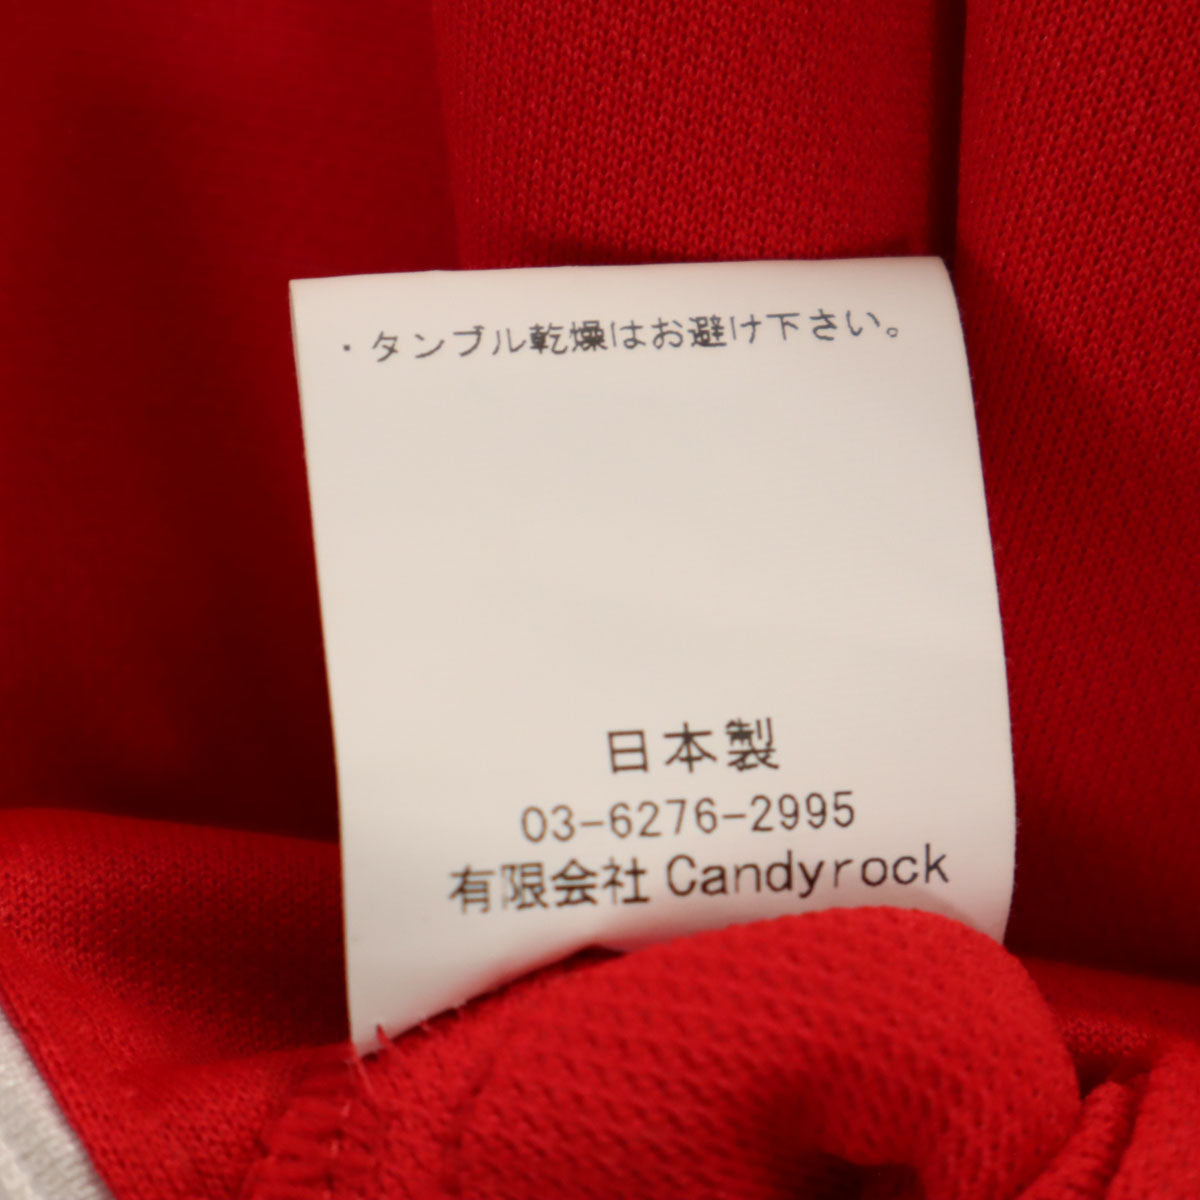 ・タンブル乾燥はお避け下さい。
日本製
03-6276-2995
有限会社 Candyrock